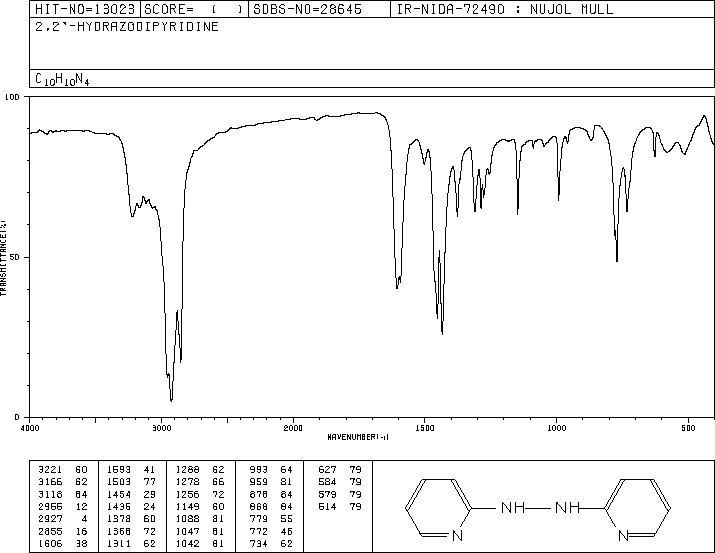 HIT-NO=13023 SCORE= ( ) SDBS-NO=28645 IR-NIDA-72490 : NUJOL MULL
2,2'-HYDRAZODIPYRIDINE
C10H10N4
100
50
0
TRANSMITTANCE(%)
4000 3000 2000 1500 1000 500
WAVENUMBER(-1)
3221 60 1593 41 1288 62 993 64 627 79
3166 62 1503 77 1278 66 959 81 584 79
3118 64 1454 29 1256 72 878 84 579 79
2955 12 1436 24 1149 60 868 84 514 79
2927 4 1378 60 1088 81 779 55
2855 16 1368 72 1047 81 772 46
1606 38 1311 62 1042 81 734 62
NH NH
N N